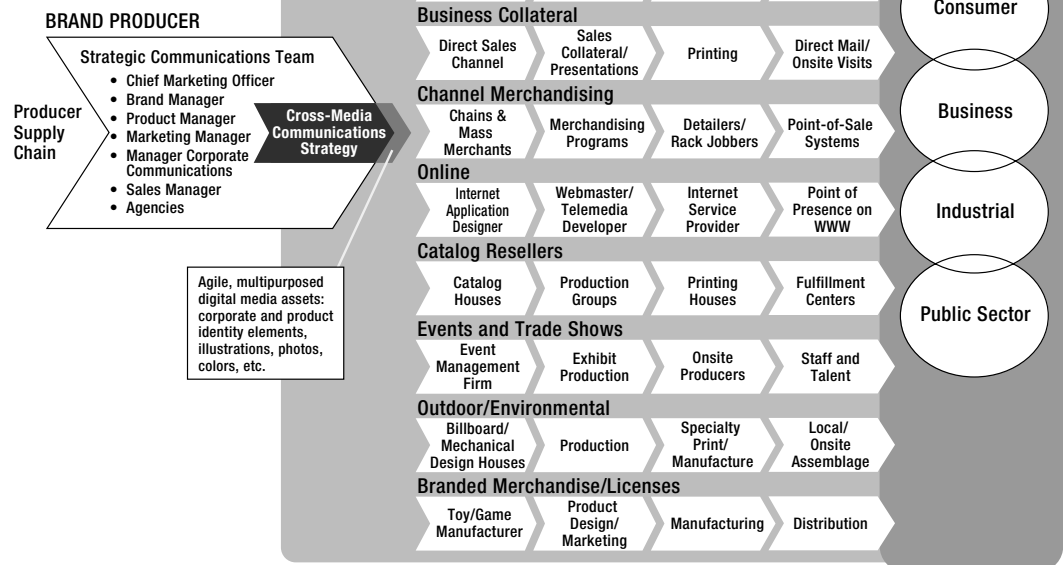 BRAND PRODUCER
Producer
Supply
Chain
Strategic Communications Team
• Chief Marketing Officer
• Brand Manager
• Product Manager
• Marketing Manager
• Manager Corporate
Communications
• Sales Manager
• Agencies
Cross-Media
Communications
Strategy
Agile, multipurposed
digital media assets:
corporate and product
identity elements,
illustrations, photos,
colors, etc.
Business Collateral
Direct Sales
Channel
Sales
Collateral/
Presentations
Printing
Direct Mail/
Onsite Visits
Channel Merchandising
Chains &
Mass
Merchants
Merchandising
Programs
Detailers/
Rack Jobbers
Point-of-Sale
Systems
Online
Internet
Application
Designer
Webmaster/
Telemedia
Developer
Internet
Service
Provider
Point of
Presence on
WWW
Catalog Resellers
Catalog
Houses
Production
Groups
Printing
Houses
Fulfillment
Centers
Events and Trade Shows
Event
Management
Firm
Exhibit
Production
Onsite
Producers
Staff and
Talent
Outdoor/Environmental
Billboard/
Mechanical
Design Houses
Production
Specialty
Print/
Manufacture
Local/
Onsite
Assemblage
Branded Merchandise/Licenses
Toy/Game
Manufacturer
Product
Design/
Marketing
Manufacturing
Distribution
Consumer
Business
Industrial
Public Sector